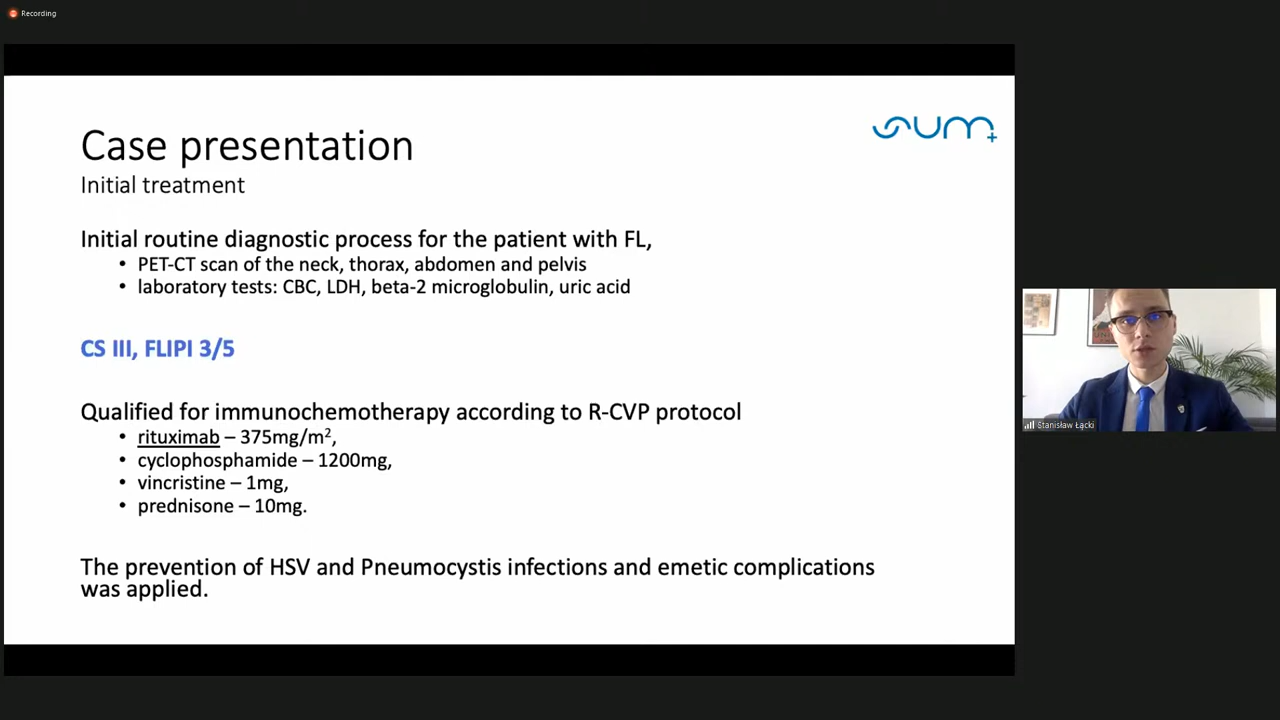 Recording
Case presentation
sum
Initial treatment
Initial routine diagnostic process for the patient with FL,
• PET-CT scan of the neck, thorax, abdomen and pelvis
• laboratory tests: CBC, LDH, beta-2 microglobulin, uric acid
CS III, FLIPI 3/5
Qualified for immunochemotherapy according to R-CVP protocol
• rituximab – 375mg/m²,
• cyclophosphamide – 1200mg,
• vincristine – 1mg,
• prednisone – 10mg.
The prevention of HSV and Pneumocystis infections and emetic complications
was applied.
Stanisław Łącki